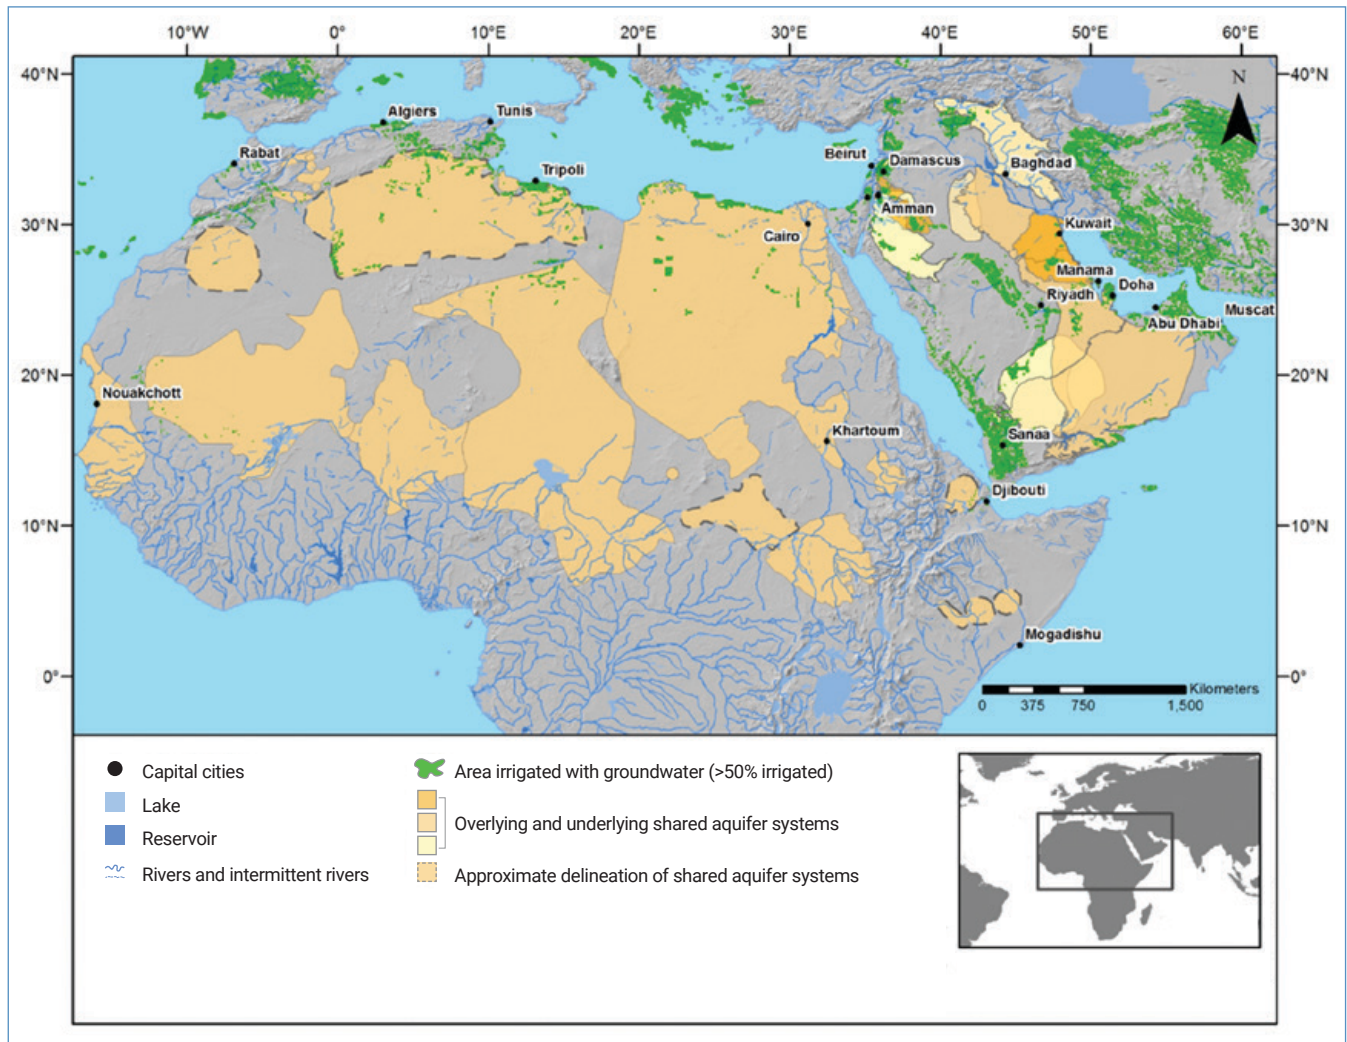 10°W 0° 10°E 20°E 30°E 40°E 50°E 60°E
40°N 40°N
N
Algiers Tunis
Rabat
Beirut Damascus Baghdad
Tripoli
Amman
30°N 30°N
Kuwait
Cairo
Manama
Doha
Riyadh
Muscat
Abu Dhabi
20°N 20°N
Nouakchott
Khartoum
Sanaa
Djibouti
10°N 10°N
Mogadishu
0° 0°
Kilometers
0 375 750 1,500
Capital cities
Lake
Reservoir
Rivers and intermittent rivers
Area irrigated with groundwater (>50% irrigated)
Overlying and underlying shared aquifer systems
Approximate delineation of shared aquifer systems